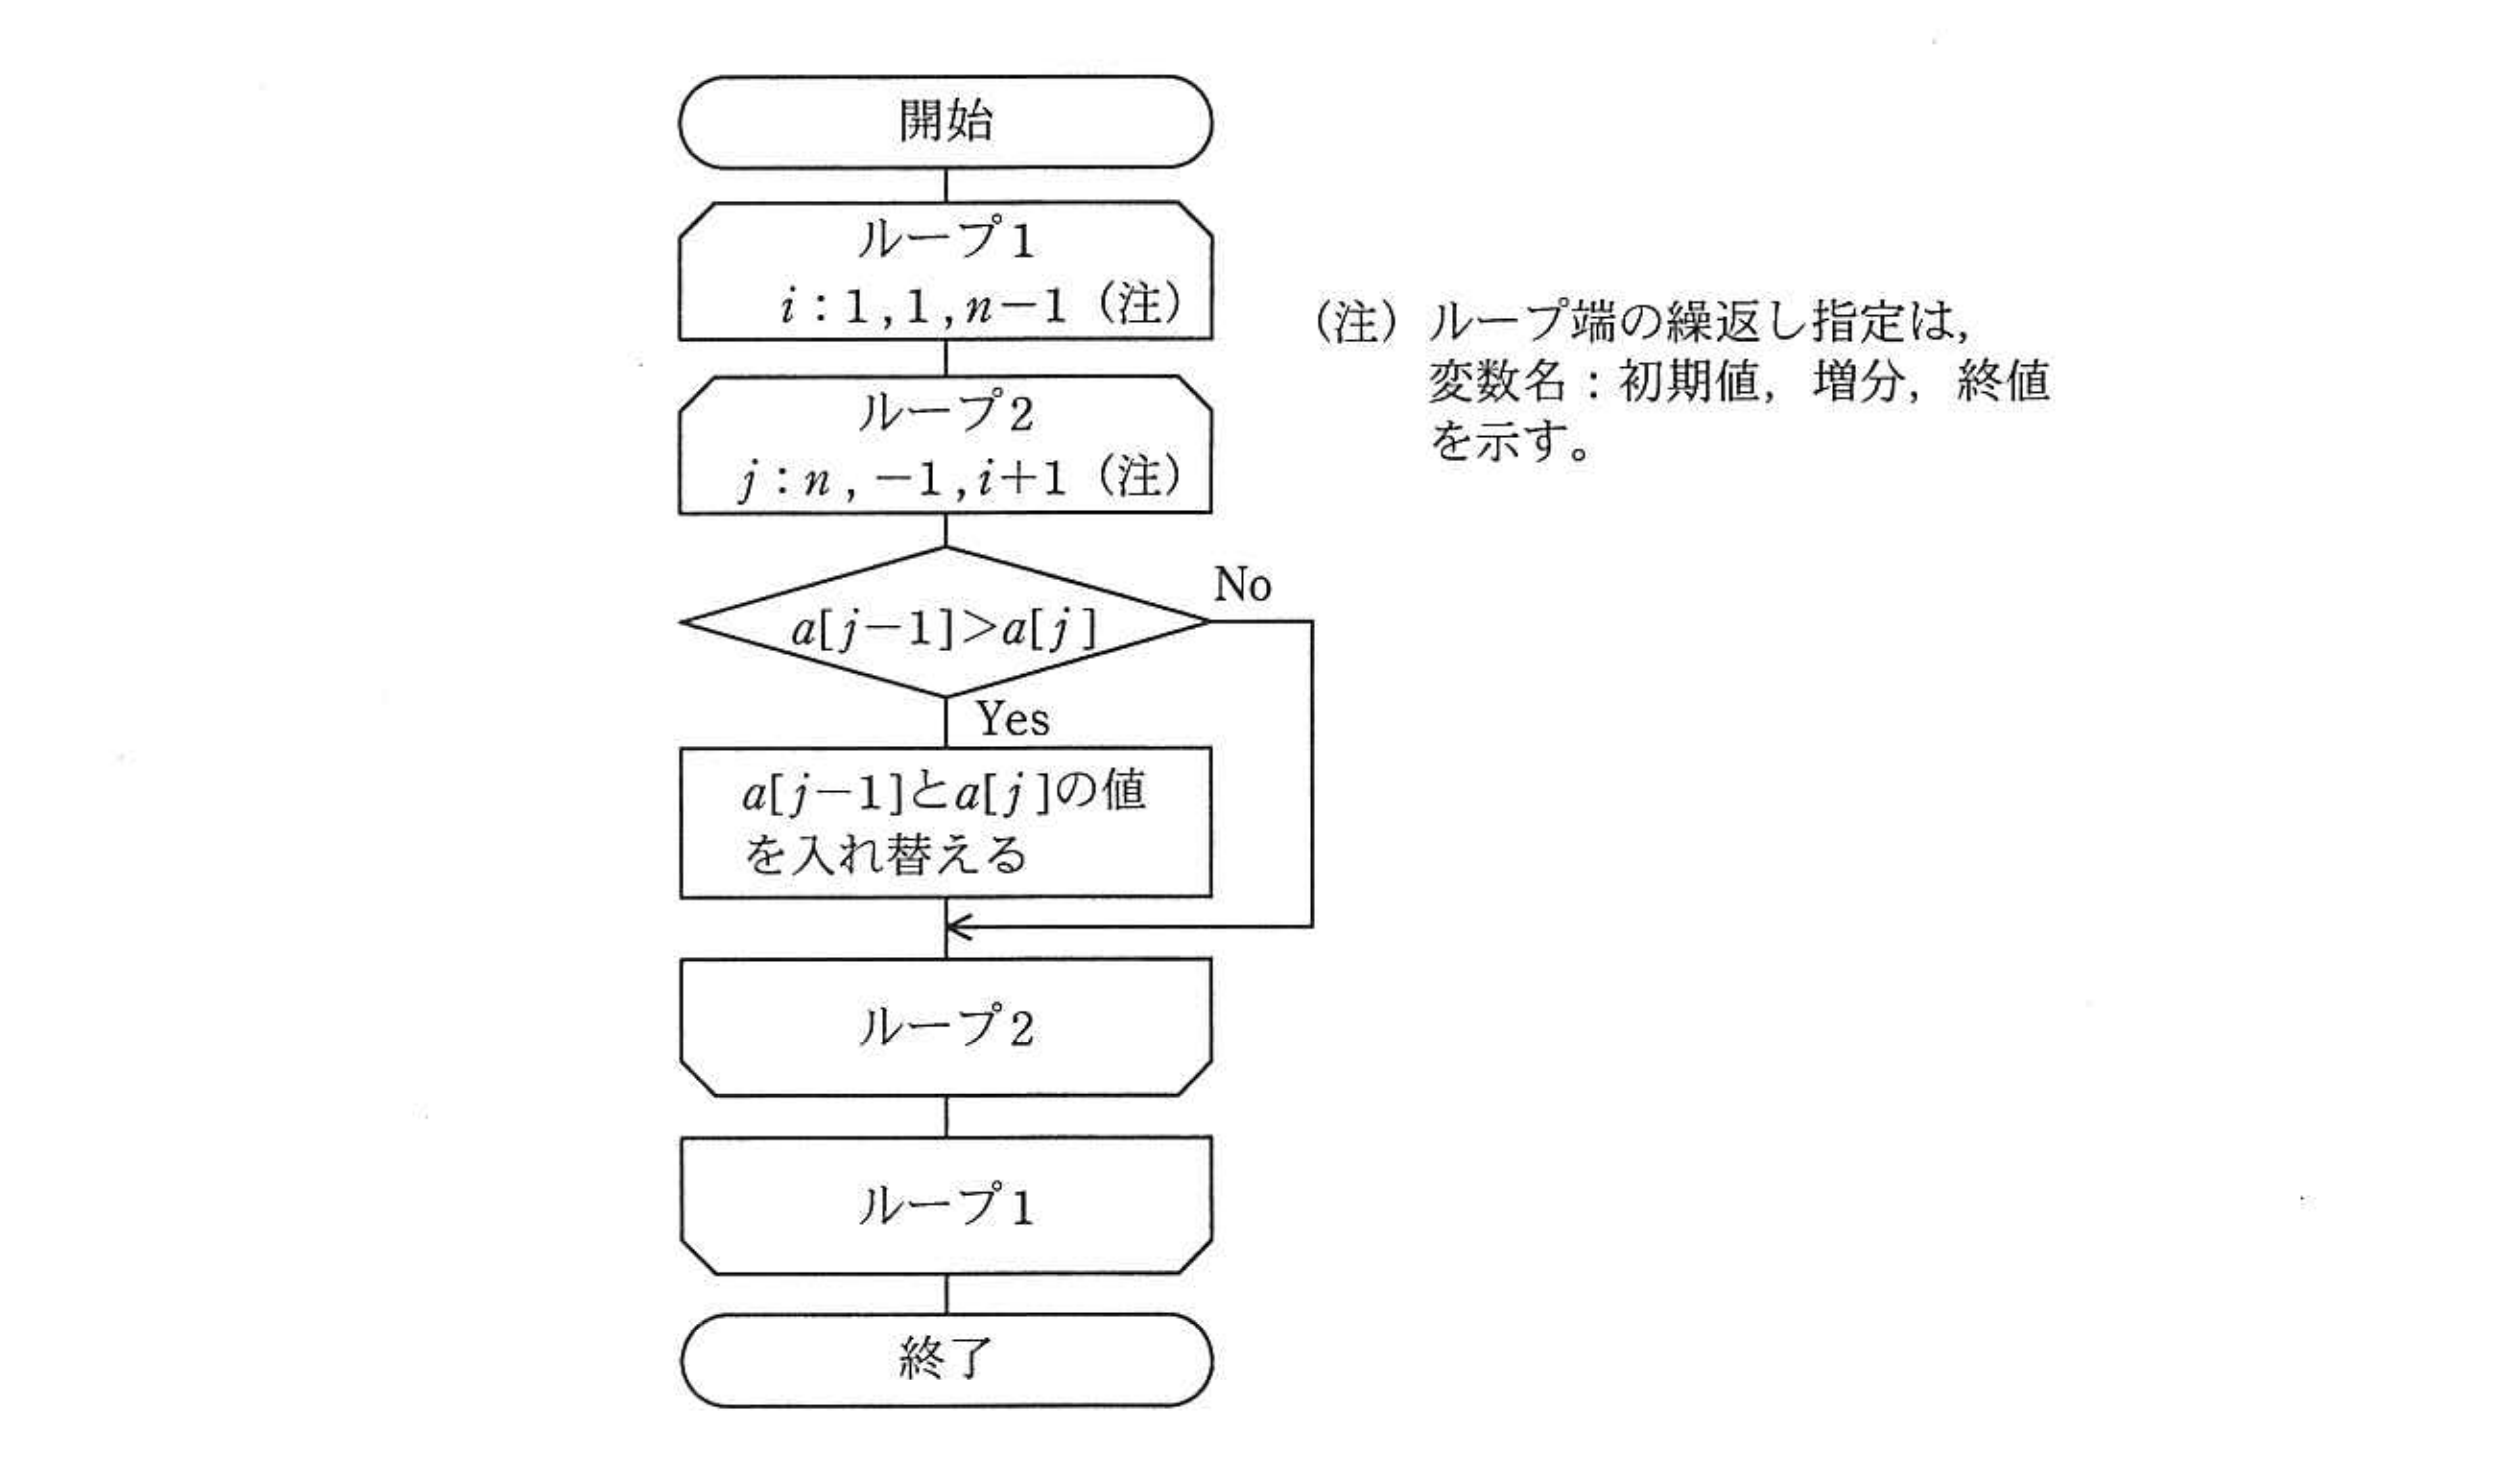 開始
ループ1
i：1，1，n−1（注）
（注）ループ端の繰返し指定は，
変数名：初期値，増分，終値
を示す。
ループ2
j：n，−1，i+1（注）
No
a[j−1]>a[j]
Yes
a[j−1]とa[j]の値
を入れ替える
ループ2
ループ1
終了